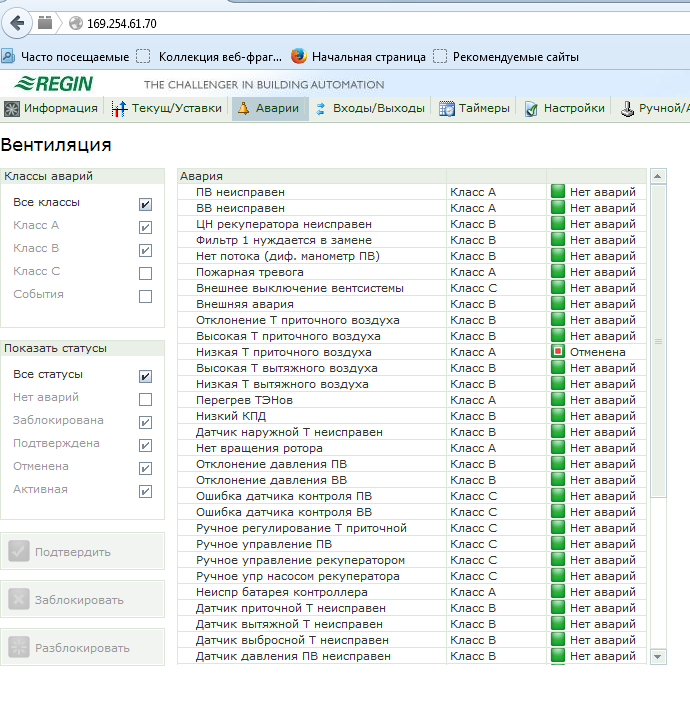 169.254.61.70
Часто посещаемые Коллекция веб-фраг... Начальная страница Рекомендуемые сайты
REGIN THE CHALLENGER IN BUILDING AUTOMATION
Информация Текущ/Уставки Аварии Входы/Выходы Таймеры Настройки Ручной/А
Вентиляция
Классы аварий
Все классы
Класс A
Класс B
Класс C
События
Показать статусы
Все статусы
Нет аварий
Заблокирована
Подтверждена
Отменена
Активная
Подтвердить
Заблокировать
Разблокировать
Авария
ПВ неисправен Класс A Нет аварий
ВВ неисправен Класс A Нет аварий
ЦН рекуператора неисправен Класс B Нет аварий
Фильтр 1 нуждается в замене Класс B Нет аварий
Нет потока (диф. манометр ПВ) Класс B Нет аварий
Пожарная тревога Класс A Нет аварий
Внешнее выключение вентсистемы Класс C Нет аварий
Внешняя авария Класс B Нет аварий
Отклонение Т приточного воздуха Класс B Нет аварий
Высокая Т приточного воздуха Класс B Нет аварий
Низкая Т приточного воздуха Класс A Отменена
Высокая Т вытяжного воздуха Класс B Нет аварий
Низкая Т вытяжного воздуха Класс B Нет аварий
Перегрев ТЭНов Класс A Нет аварий
Низкий КПД Класс B Нет аварий
Датчик наружной Т неисправен Класс B Нет аварий
Нет вращения ротора Класс A Нет аварий
Отклонение давления ПВ Класс B Нет аварий
Отклонение давления ВВ Класс B Нет аварий
Ошибка датчика контроля ПВ Класс C Нет аварий
Ошибка датчика контроля ВВ Класс C Нет аварий
Ручное регулирование Т приточной Класс C Нет аварий
Ручное управление ПВ Класс C Нет аварий
Ручное управление рекуператором Класс C Нет аварий
Ручное упр насосом рекуператора Класс C Нет аварий
Неиспр батарея контроллера Класс A Нет аварий
Датчик приточной Т неисправен Класс B Нет аварий
Датчик вытяжной Т неисправен Класс B Нет аварий
Датчик выбросной Т неисправен Класс B Нет аварий
Датчик давления ПВ неисправен Класс B Нет аварий